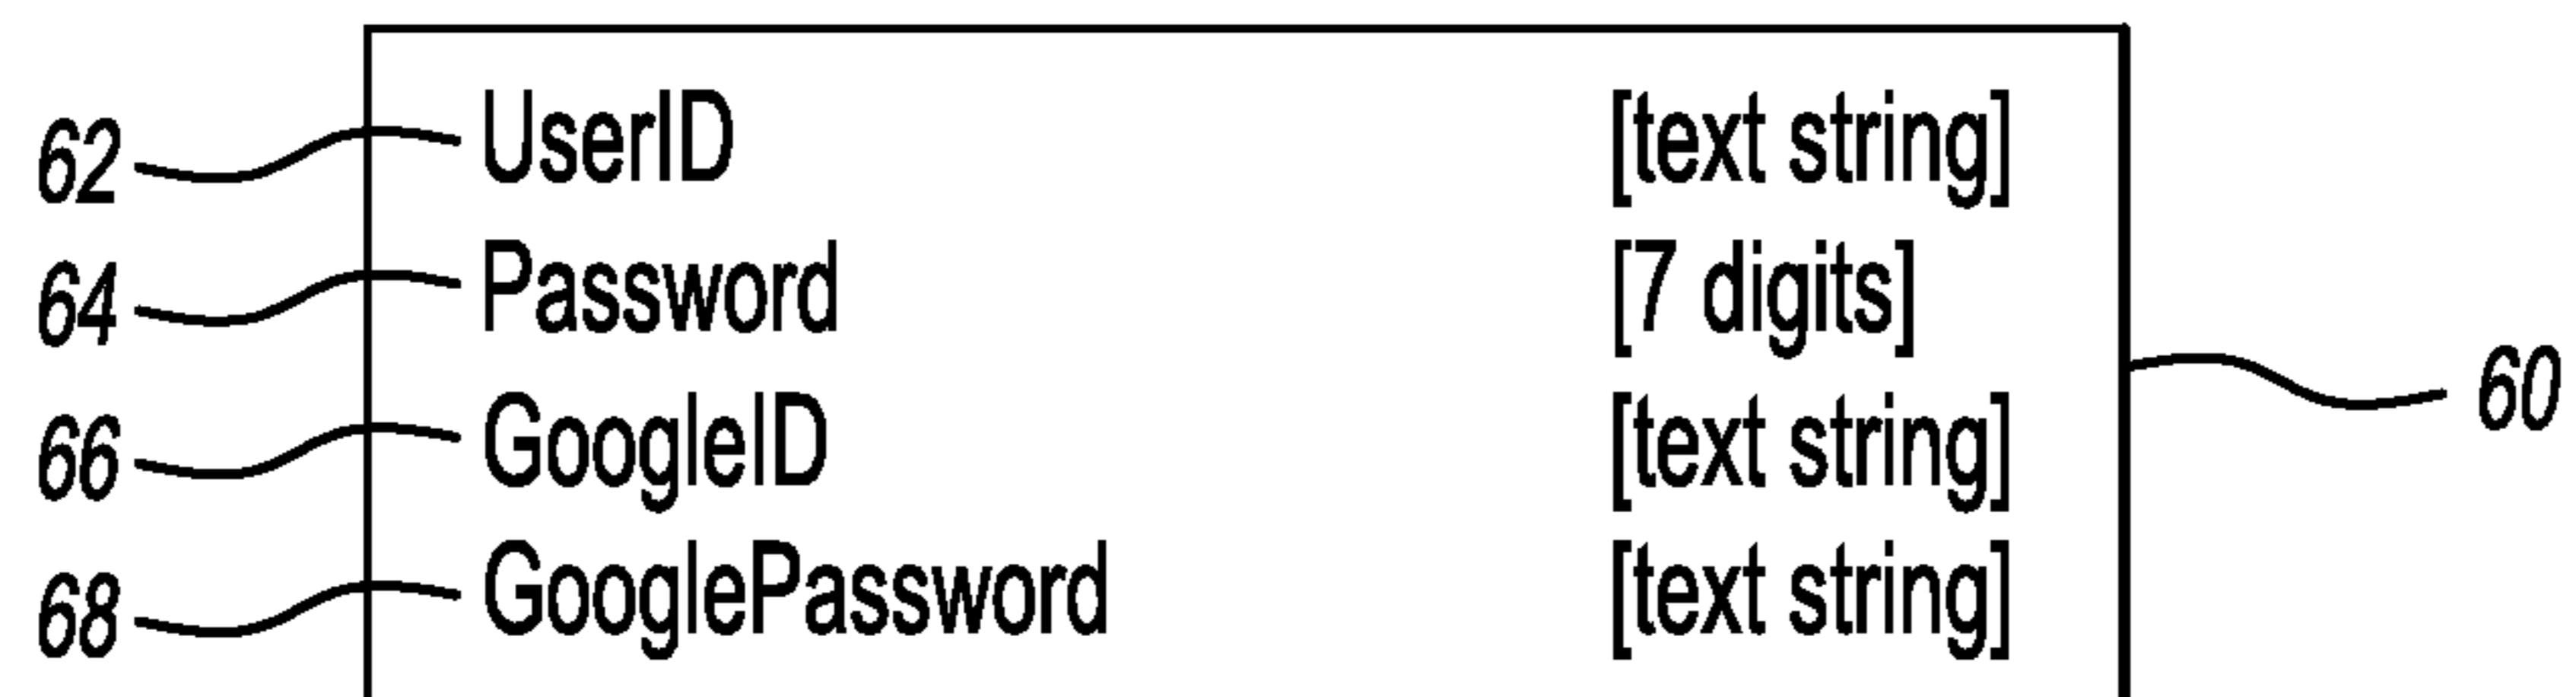 62 UserID [text string]
64 Password [7 digits]
66 GoogleID [text string] 60
68 GooglePassword [text string]